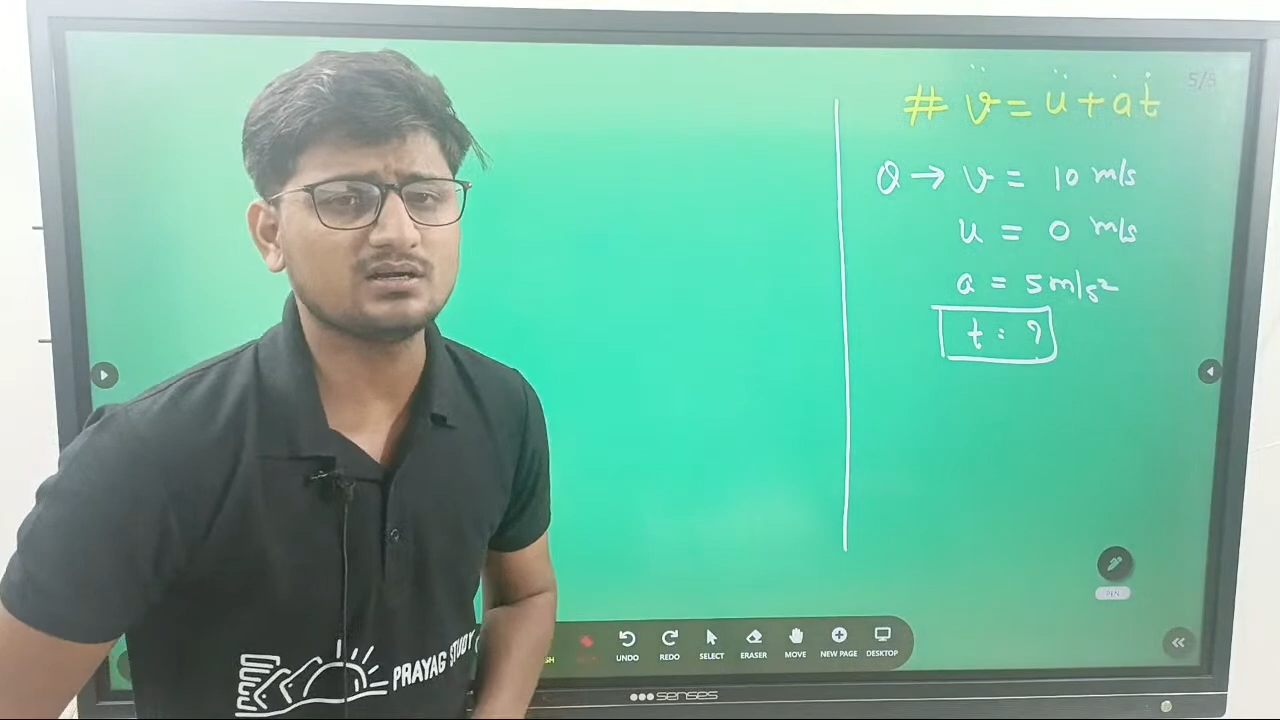 5/5
# v = u + at
Q → v = 10 m/s
u = 0 m/s
a = 5 m/s²
t = ?
PEN
UNDO REDO SELECT ERASER MOVE NEW PAGE DESKTOP
senses
PRAYAG STUDY